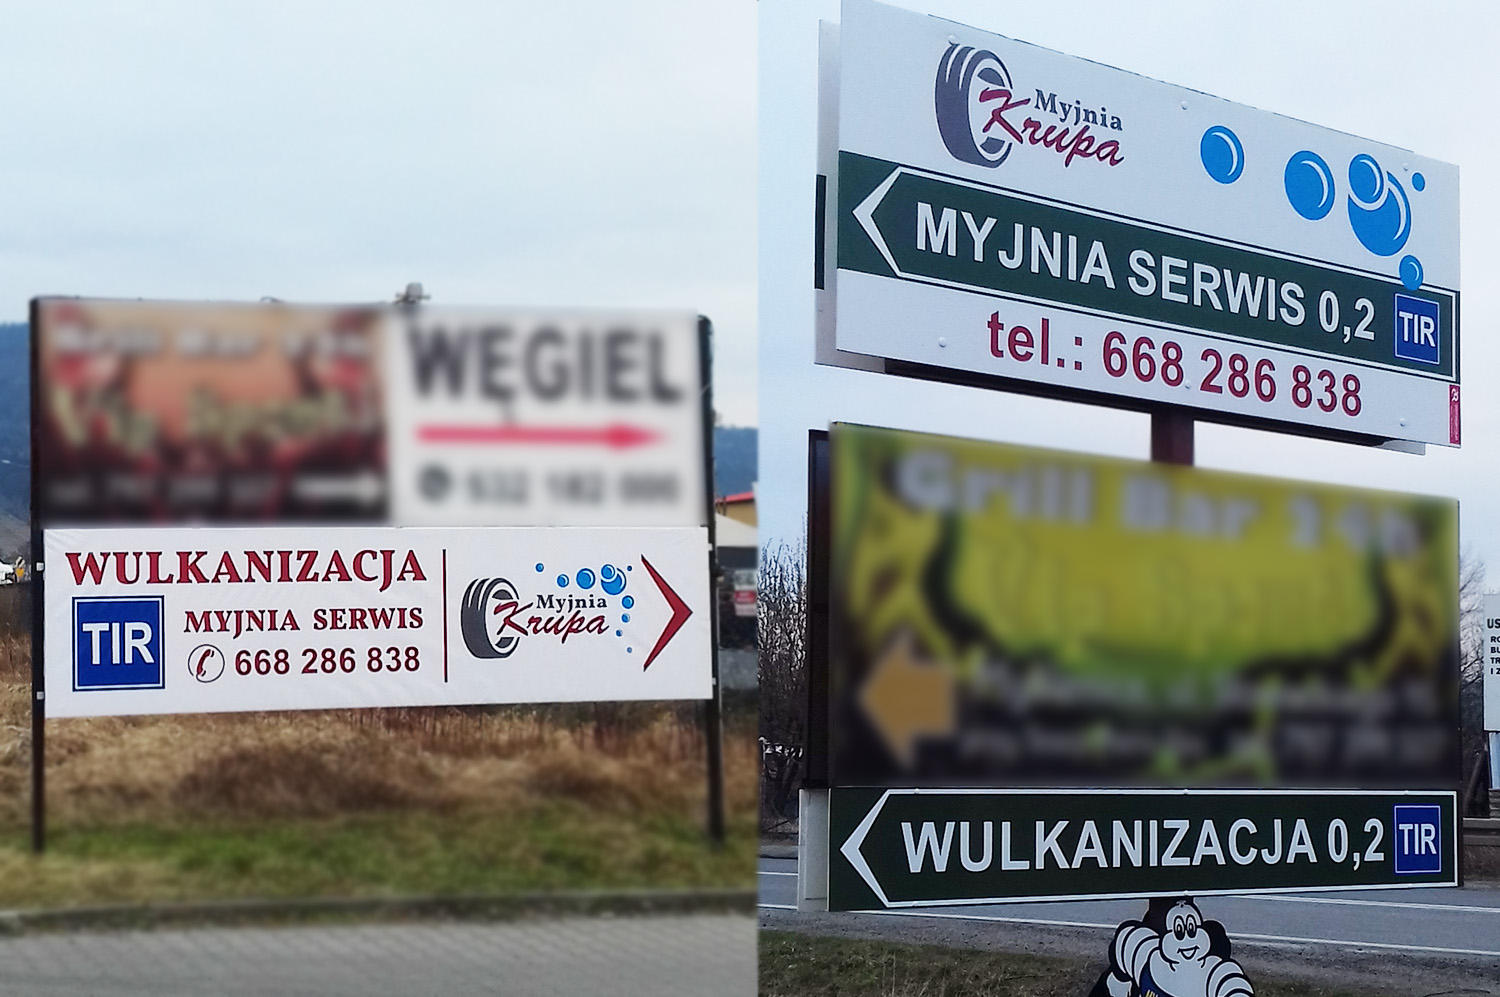 WĘGIEL
WULKANIZACJA
TIR
MYJNIA SERWIS
668 286 838
Myjnia
Krupa
Myjnia
Krupa
MYJNIA SERWIS 0,2 TIR
tel.: 668 286 838
Grill Bar 24h
WULKANIZACJA 0,2 TIR